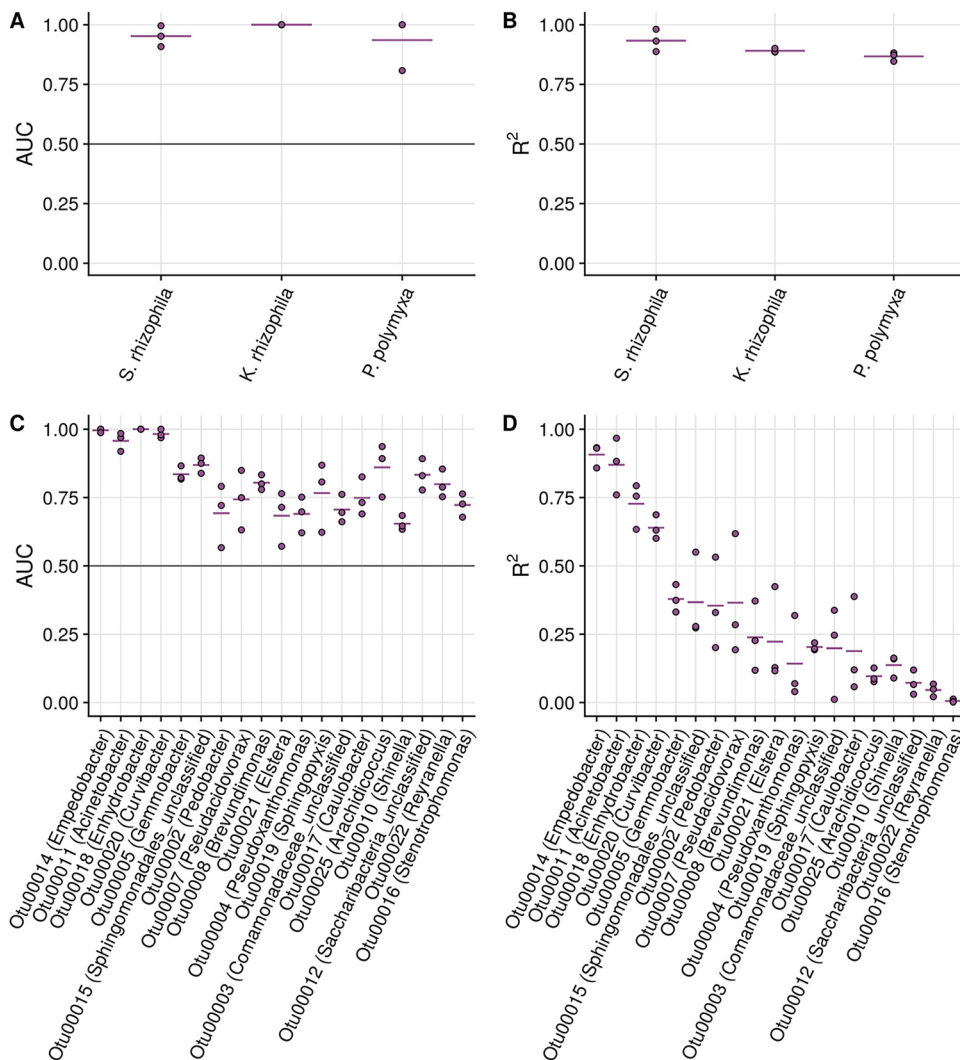 A
AUC
1.00
0.75
0.50
0.25
0.00
S. rhizophila
K. rhizophila
P. polymyxa
B
R²
1.00
0.75
0.50
0.25
0.00
S. rhizophila
K. rhizophila
P. polymyxa
C
AUC
1.00
0.75
0.50
0.25
0.00
Otu00014 (Empedobacter)
Otu00011 (Acinetobacter)
Otu00018 (Enhydrobacter)
Otu00020 (Curvibacter)
Otu00005 (Gemmobacter)
Otu00015 (Sphingomonadales_unclassified)
Otu00002 (Pedobacter)
Otu00007 (Pseudacidovorax)
Otu00008 (Brevundimonas)
Otu00021 (Elstera)
Otu00004 (Pseudoxanthomonas)
Otu00019 (Sphingopyxis)
Otu00003 (Comamonadaceae_unclassified)
Otu00017 (Caulobacter)
Otu00025 (Arachidicoccus)
Otu00010 (Shinella)
Otu00012 (Saccharibacteria_unclassified)
Otu00022 (Reyranella)
Otu00016 (Stenotrophomonas)
D
R²
1.00
0.75
0.50
0.25
0.00
Otu00014 (Empedobacter)
Otu00011 (Acinetobacter)
Otu00018 (Enhydrobacter)
Otu00020 (Curvibacter)
Otu00005 (Gemmobacter)
Otu00015 (Sphingomonadales_unclassified)
Otu00002 (Pedobacter)
Otu00007 (Pseudacidovorax)
Otu00008 (Brevundimonas)
Otu00021 (Elstera)
Otu00004 (Pseudoxanthomonas)
Otu00019 (Sphingopyxis)
Otu00003 (Comamonadaceae_unclassified)
Otu00017 (Caulobacter)
Otu00025 (Arachidicoccus)
Otu00010 (Shinella)
Otu00012 (Saccharibacteria_unclassified)
Otu00022 (Reyranella)
Otu00016 (Stenotrophomonas)